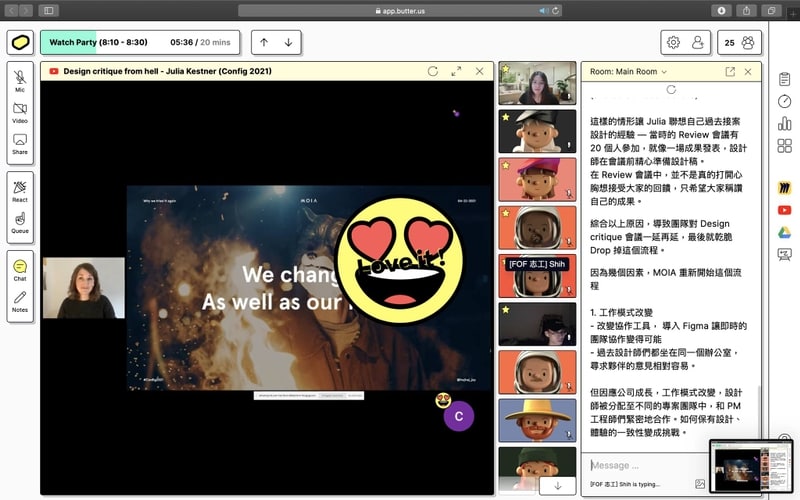 app.butter.us
Watch Party (8:10 - 8:30)
05:36 / 20 mins
25
Mic
Video
Share
React
Queue
Chat
Notes
Design critique from hell - Julia Kestner (Config 2021)
Why we tried it again
MOIA
We chang
As well as our
Love it!
#Config2021
C
[FOF 志工] Shih
Room: Main Room
這樣的情形讓 Julia 聯想自己過去接案
設計的經驗 — 當時的 Review 會議有
20 個人參加，就像一場成果發表，設計
師在會議前精心準備設計稿。
在 Review 會議中，並不是真的打開心
胸想接受大家的回饋，只希望大家稱讚
自己的成果。
綜合以上原因，導致團隊對 Design
critique 會議一延再延，最後就乾脆
Drop 掉這個流程。
因為幾個因素，MOIA 重新開始這個流
程
1. 工作模式改變
- 改變協作工具， 導入 Figma 讓即時的
團隊協作變得可能
- 過去設計師們都坐在同一個辦公室，
尋求夥伴的意見相對容易。
但因應公司成長，工作模式改變，設計
師被分配至不同的專案團隊中，和 PM
工程師們緊密地合作。如何保有設計、
體驗的一致性變成挑戰。
Message ...
[FOF 志工] Shih is typing...